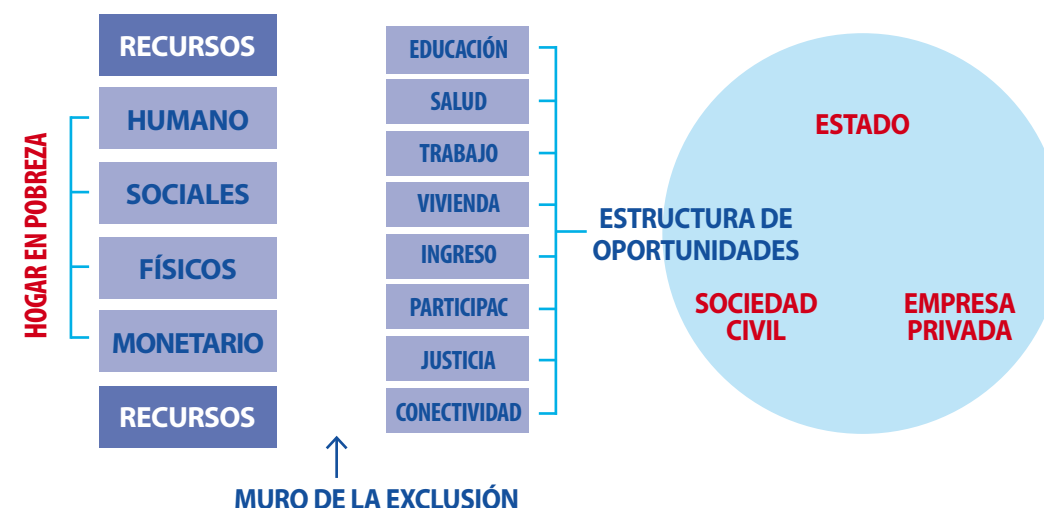 HOGAR EN POBREZA
RECURSOS
HUMANO
SOCIALES
FÍSICOS
MONETARIO
RECURSOS
MURO DE LA EXCLUSIÓN
EDUCACIÓN
SALUD
TRABAJO
VIVIENDA
INGRESO
PARTICIPAC
JUSTICIA
CONECTIVIDAD
ESTRUCTURA DE
OPORTUNIDADES
ESTADO
SOCIEDAD
CIVIL
EMPRESA
PRIVADA